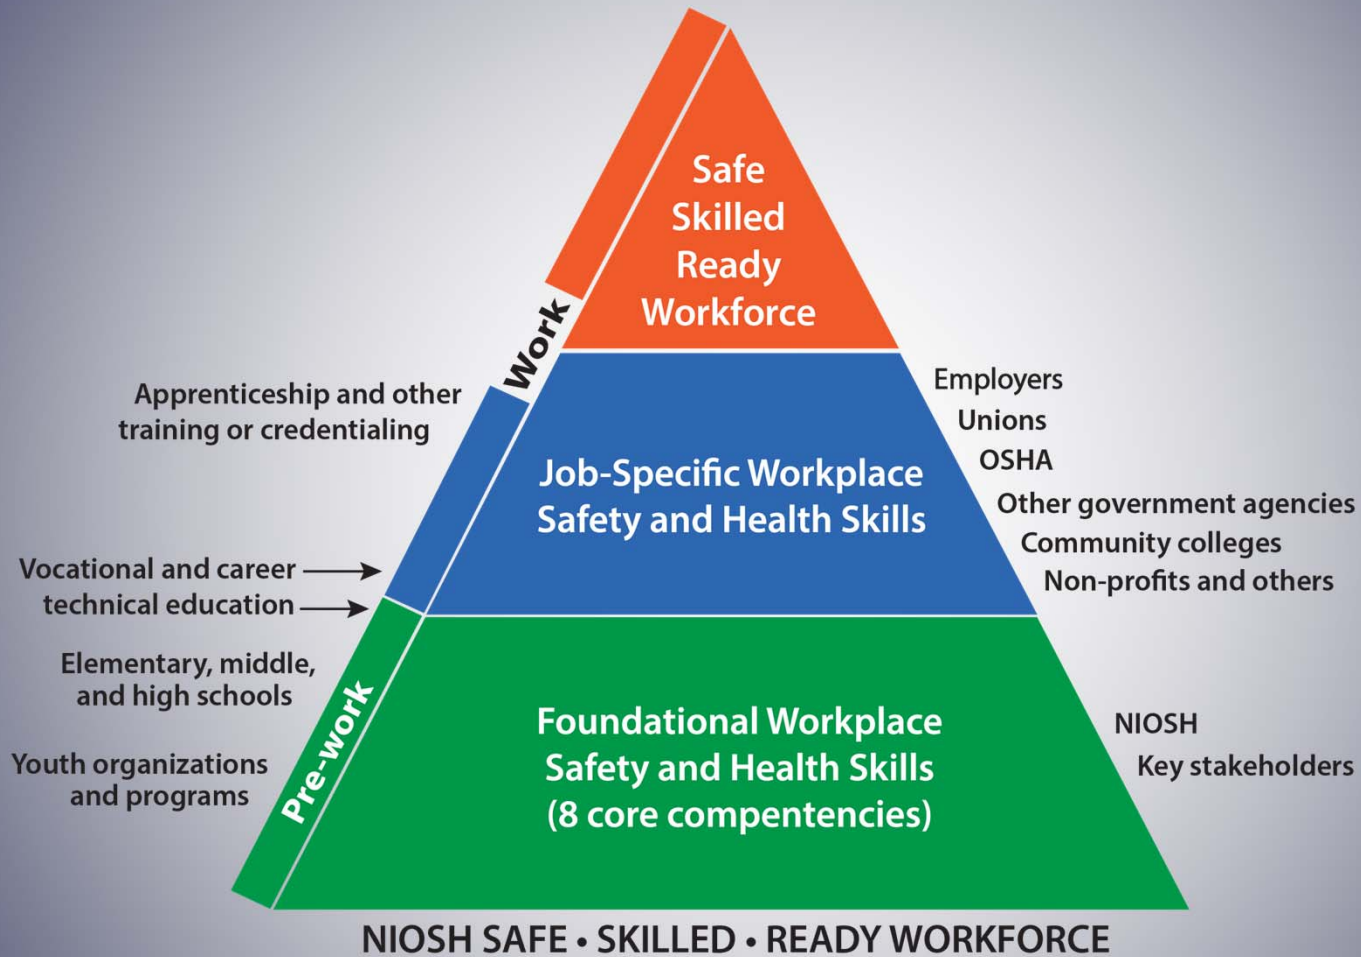 Safe
Skilled
Ready
Workforce
Work
Apprenticeship and other
training or credentialing
Employers
Unions
OSHA
Other government agencies
Community colleges
Non-profits and others
Job-Specific Workplace
Safety and Health Skills
Vocational and career
technical education
Elementary, middle,
and high schools
Youth organizations
and programs
Pre-work
Foundational Workplace
Safety and Health Skills
(8 core compentencies)
NIOSH
Key stakeholders
NIOSH SAFE • SKILLED • READY WORKFORCE